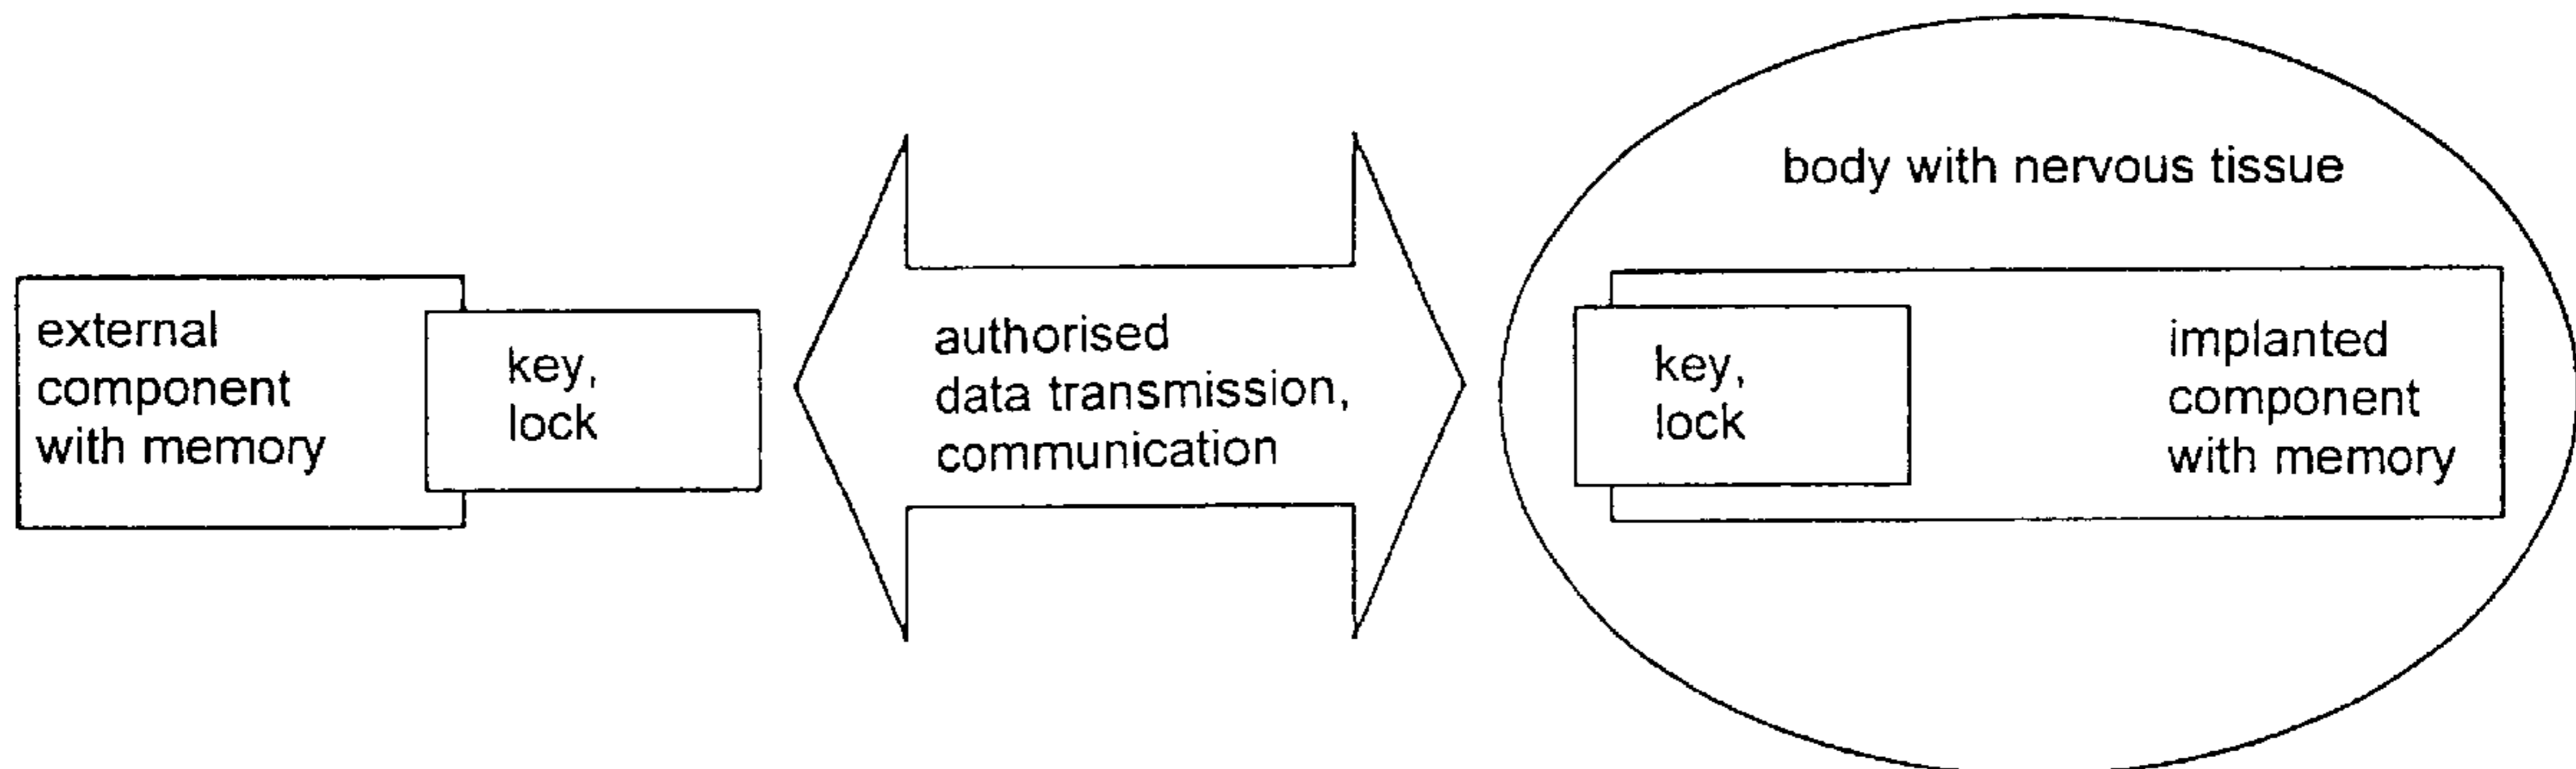 body with nervous tissue
external
component
with memory
key,
lock
authorised
data transmission,
communication
key,
lock
implanted
component
with memory